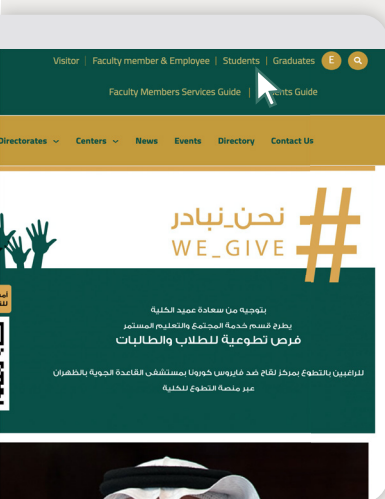 Visitor | Faculty member & Employee | Students | Graduates E
Faculty Members Services Guide | Guide
Directorates Centers News Events Directory Contact Us
نحن_نبادر
WE_GIVE
#
بتوجيه من سعادة عميد الكلية
يطرح قسم خدمة المجتمع والتعليم المستمر
فرص تطوعية للطلاب والطالبات
للراغبين بالتطوع بمركز لقاح ضد فايروس كورونا بمستشفى القاعدة الجوية بالظهران
عبر منصة التطوع للكلية